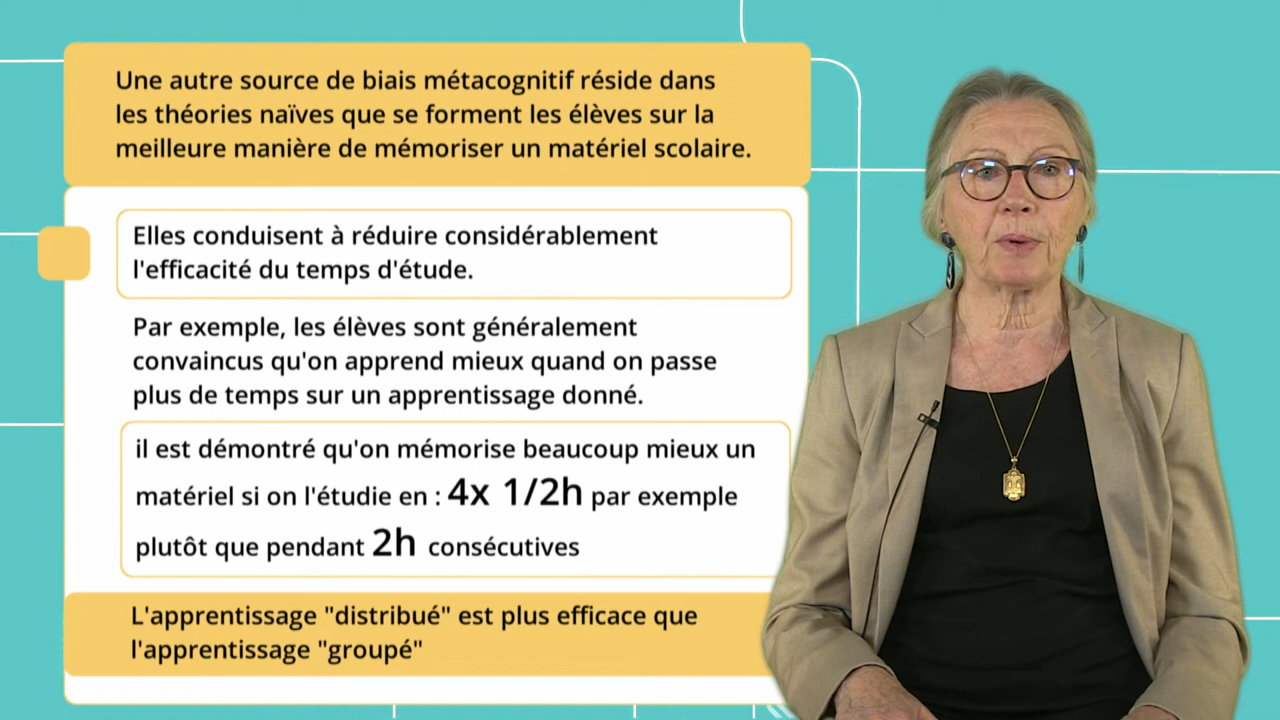 Une autre source de biais métacognitif réside dans
les théories naïves que se forment les élèves sur la
meilleure manière de mémoriser un matériel scolaire.
Elles conduisent à réduire considérablement
l'efficacité du temps d'étude.
Par exemple, les élèves sont généralement
convaincus qu'on apprend mieux quand on passe
plus de temps sur un apprentissage donné.
il est démontré qu'on mémorise beaucoup mieux un
matériel si on l'étudie en : 4x 1/2h par exemple
plutôt que pendant 2h consécutives
L'apprentissage "distribué" est plus efficace que
l'apprentissage "groupé"